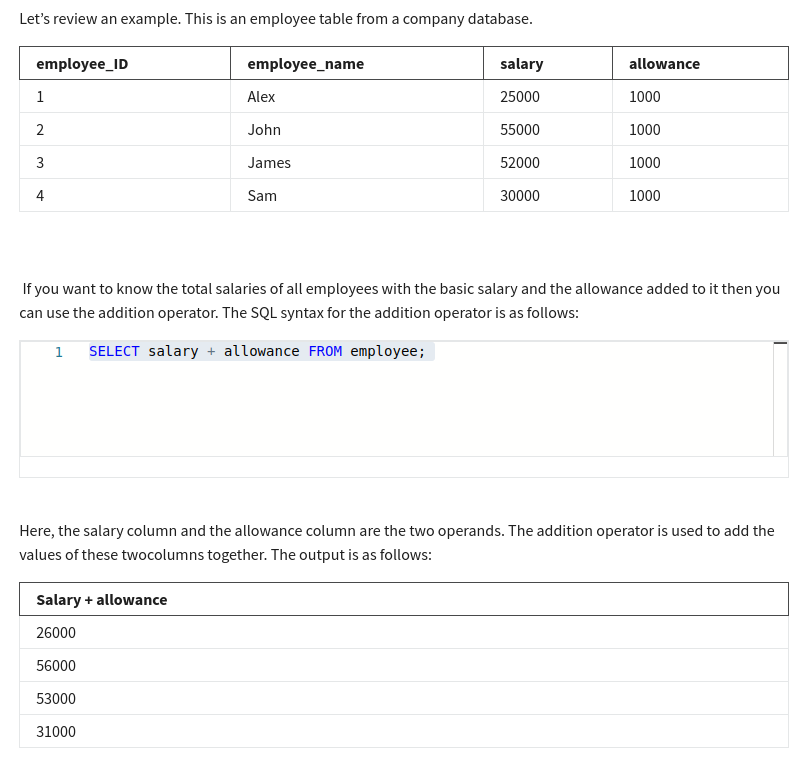 Let's review an example. This is an employee table from a company database.
employee_ID employee_name salary allowance
1 Alex 25000 1000
2 John 55000 1000
3 James 52000 1000
4 Sam 30000 1000
If you want to know the total salaries of all employees with the basic salary and the allowance added to it then you
can use the addition operator. The SQL syntax for the addition operator is as follows:
1 SELECT salary + allowance FROM employee;
Here, the salary column and the allowance column are the two operands. The addition operator is used to add the
values of these twocolumns together. The output is as follows:
Salary + allowance
26000
56000
53000
31000